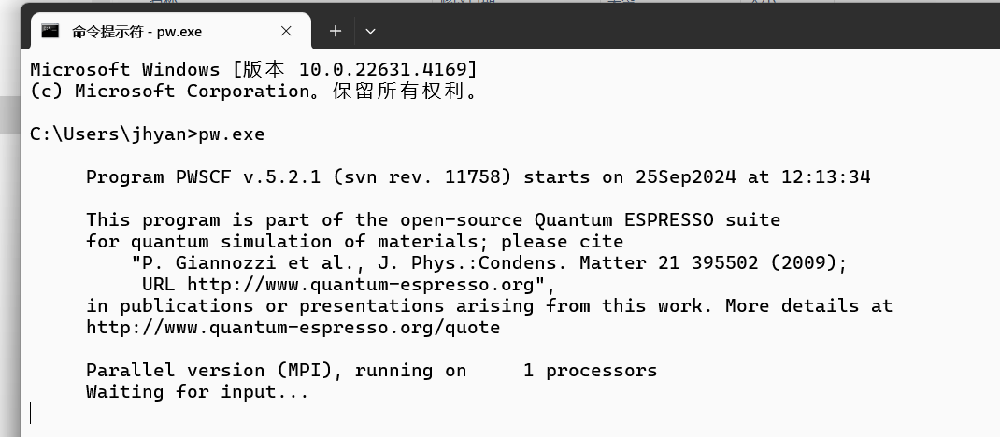 命令提示符 - pw.exe
Microsoft Windows [版本 10.0.22631.4169]
(c) Microsoft Corporation。保留所有权利。
C:\Users\jhyan>pw.exe
Program PWSCF v.5.2.1 (svn rev. 11758) starts on 25Sep2024 at 12:13:34
This program is part of the open-source Quantum ESPRESSO suite
for quantum simulation of materials; please cite
"P. Giannozzi et al., J. Phys.:Condens. Matter 21 395502 (2009);
URL http://www.quantum-espresso.org",
in publications or presentations arising from this work. More details at
http://www.quantum-espresso.org/quote
Parallel version (MPI), running on     1 processors
Waiting for input...